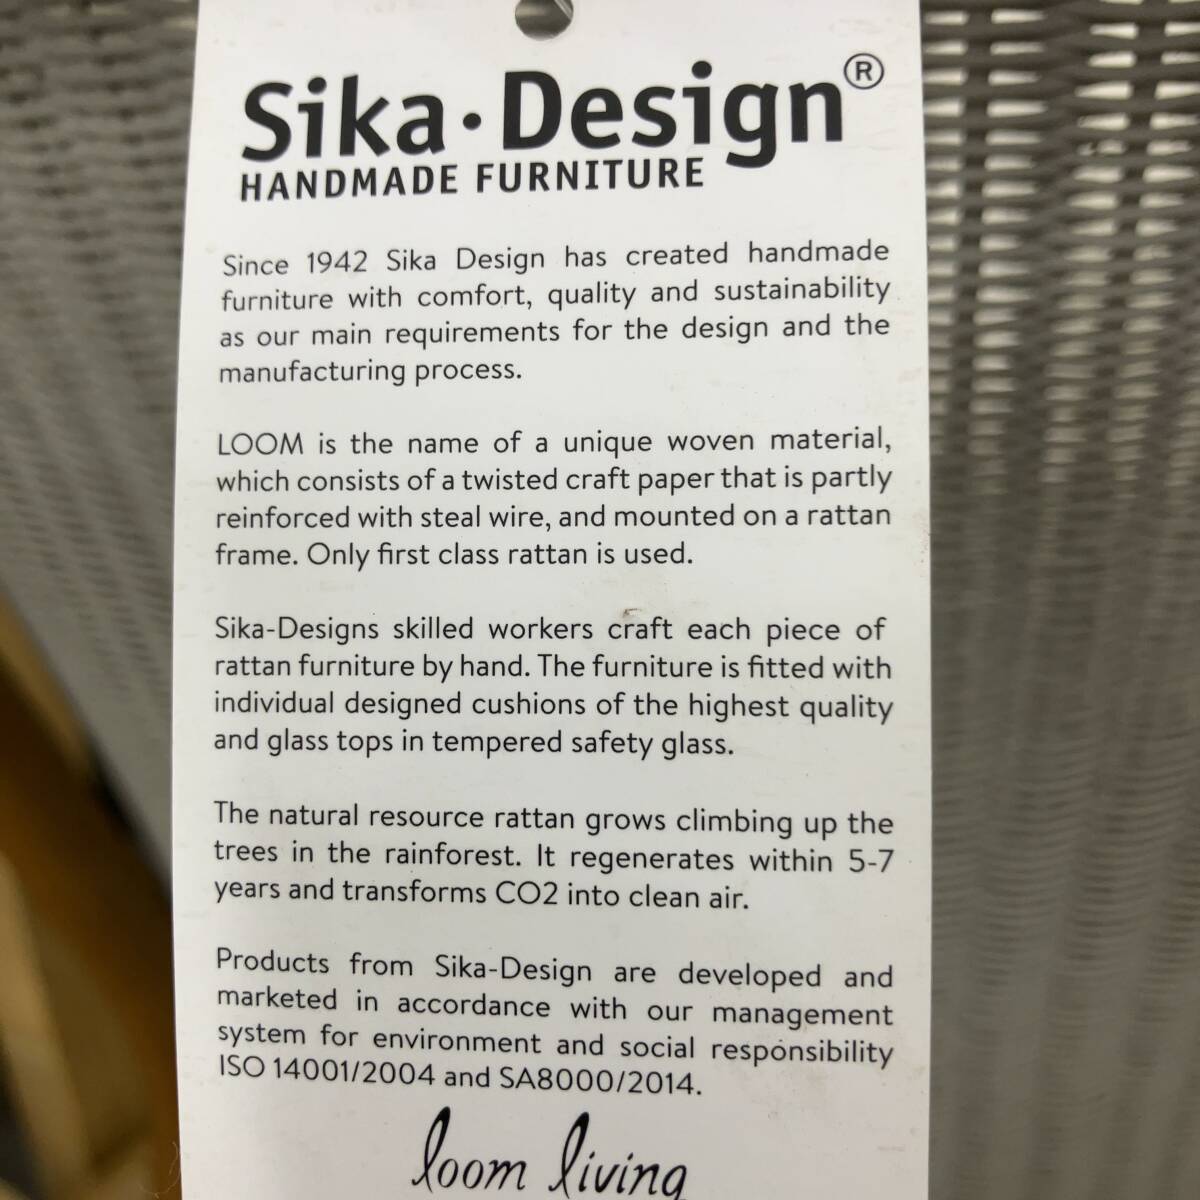 Sika·Design®
HANDMADE FURNITURE
Since 1942 Sika Design has created handmade
furniture with comfort, quality and sustainability
as our main requirements for the design and the
manufacturing process.
LOOM is the name of a unique woven material,
which consists of a twisted craft paper that is partly
reinforced with steal wire, and mounted on a rattan
frame. Only first class rattan is used.
Sika-Designs skilled workers craft each piece of
rattan furniture by hand. The furniture is fitted with
individual designed cushions of the highest quality
and glass tops in tempered safety glass.
The natural resource rattan grows climbing up the
trees in the rainforest. It regenerates within 5-7
years and transforms CO2 into clean air.
Products from Sika-Design are developed and
marketed in accordance with our management
system for environment and social responsibility
ISO 14001/2004 and SA8000/2014.
loom living